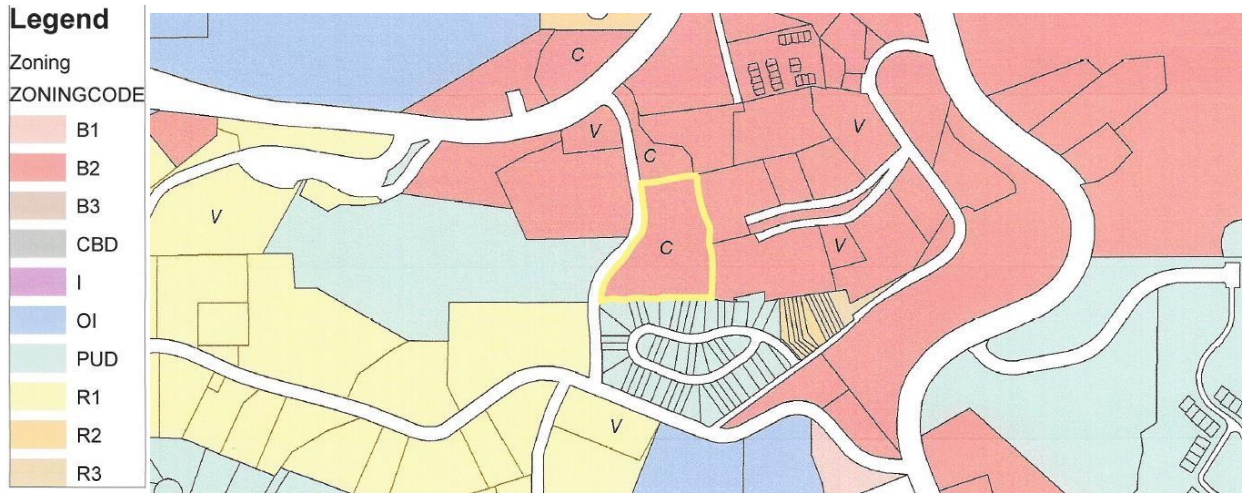 Legend
Zoning
ZONINGCODE
B1
B2
B3
CBD
I
OI
PUD
R1
R2
R3
C
V
C
V
V
C
V
V